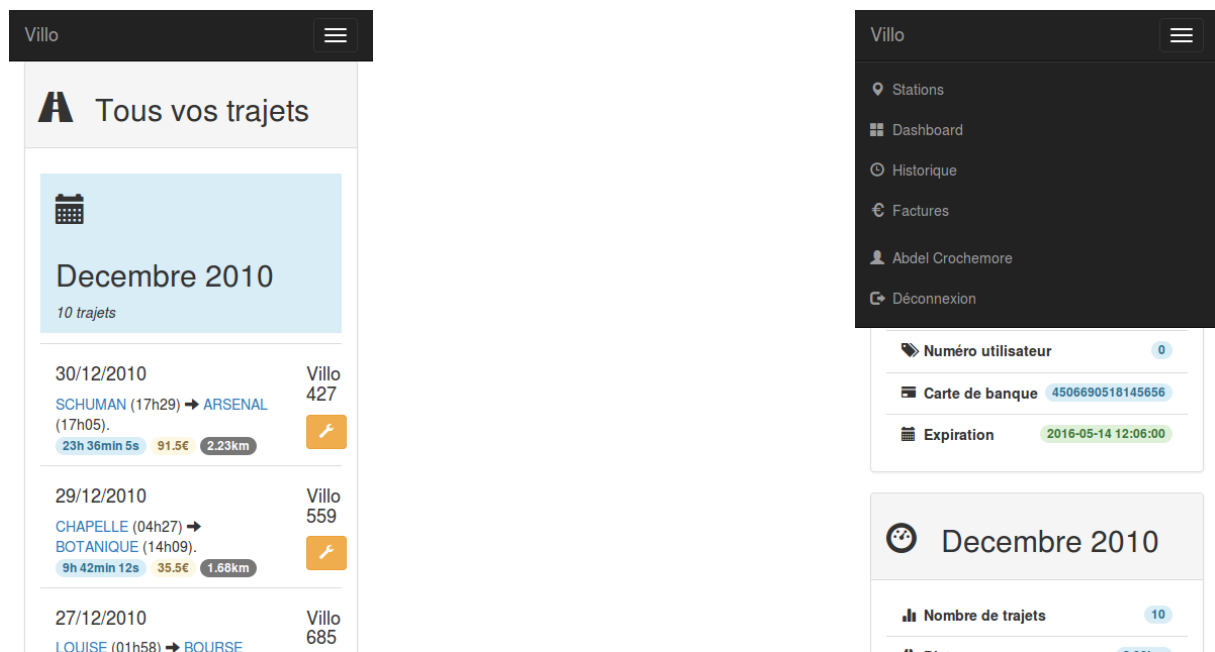 Villo
Tous vos trajets
Decembre 2010
10 trajets
30/12/2010
Villo
427
SCHUMAN (17h29) ➜ ARSENAL
(17h05).
23h 36min 5s 91.5€ 2.23km
29/12/2010
Villo
559
CHAPELLE (04h27) ➜
BOTANIQUE (14h09).
9h 42min 12s 35.5€ 1.68km
27/12/2010
Villo
685
LOUISE (01h58) ➜ BOURSE
Villo
Stations
Dashboard
Historique
Factures
Abdel Crochemore
Déconnexion
Numéro utilisateur 0
Carte de banque 4506690518145656
Expiration 2016-05-14 12:06:00
Decembre 2010
Nombre de trajets 10